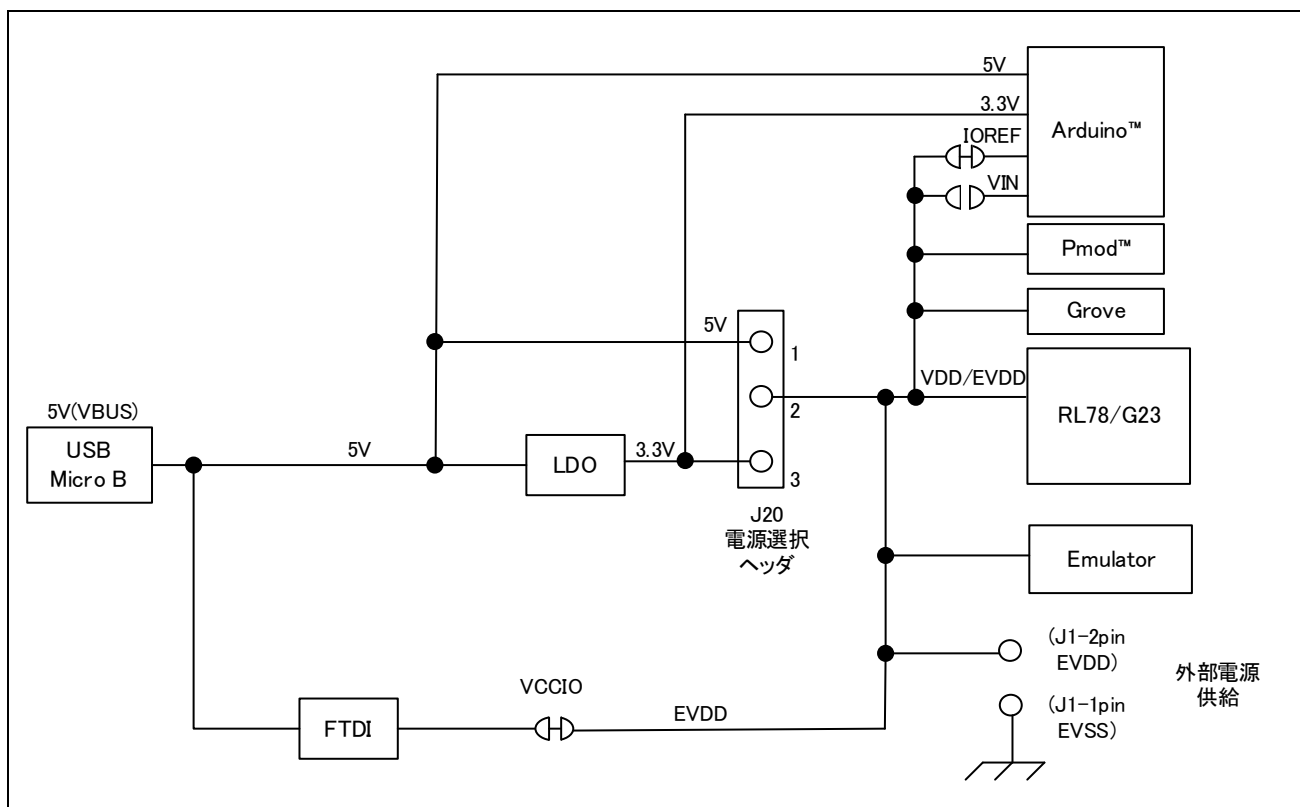 5V
3.3V
IOREF
VIN
Arduino™
Pmod™
Grove
5V
1
2
3
VDD/EVDD
RL78/G23
5V(VBUS)
USB
Micro B
5V
LDO
3.3V
J20
電源選択
ヘッダ
Emulator
(J1-2pin
EVDD)
(J1-1pin
EVSS)
外部電源
供給
FTDI
VCCIO
EVDD